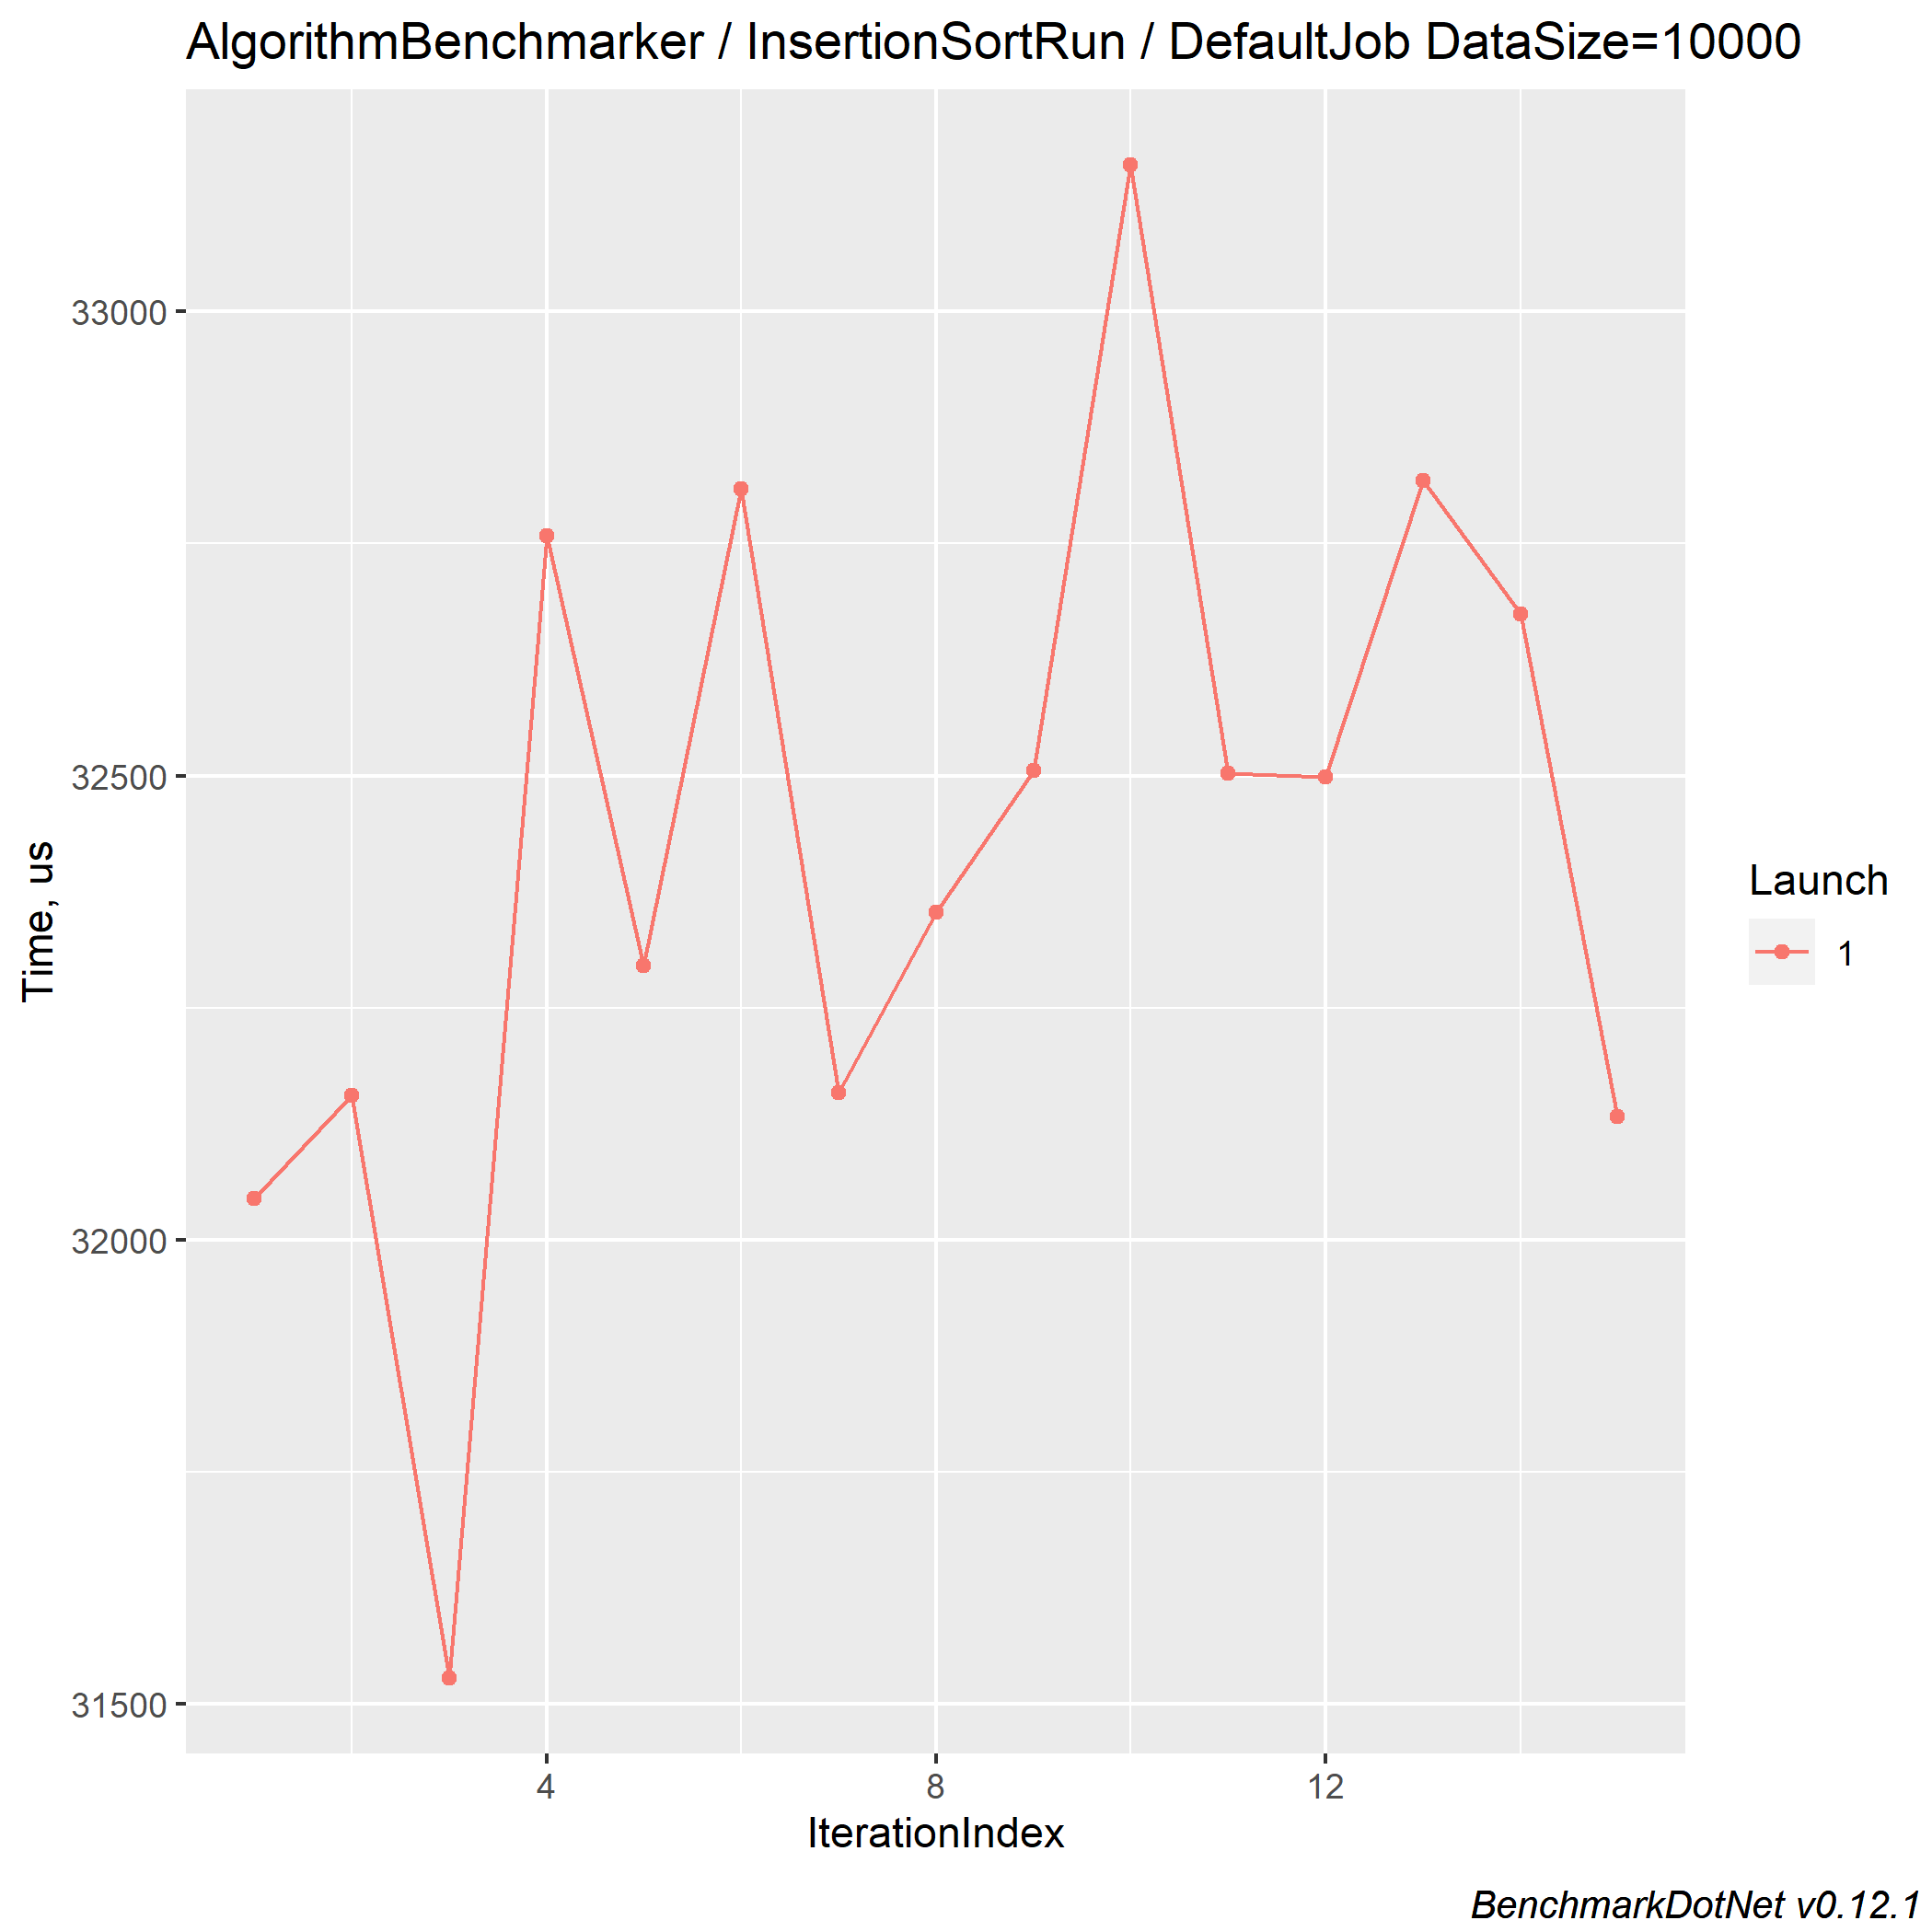 AlgorithmBenchmarker / InsertionSortRun / DefaultJob DataSize=10000
33000
32500
32000
31500
Time, us
4 8 12
IterationIndex
Launch
1
BenchmarkDotNet v0.12.1